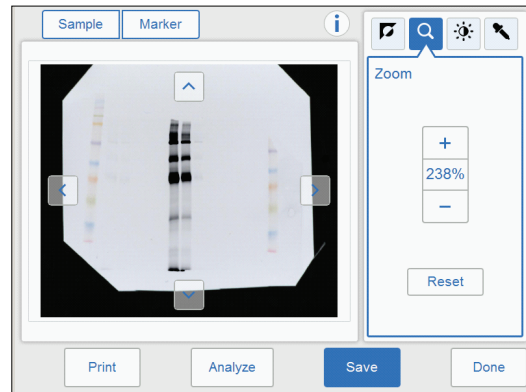 Sample
Marker
i
Zoom
+
238%
−
Reset
Print
Analyze
Save
Done